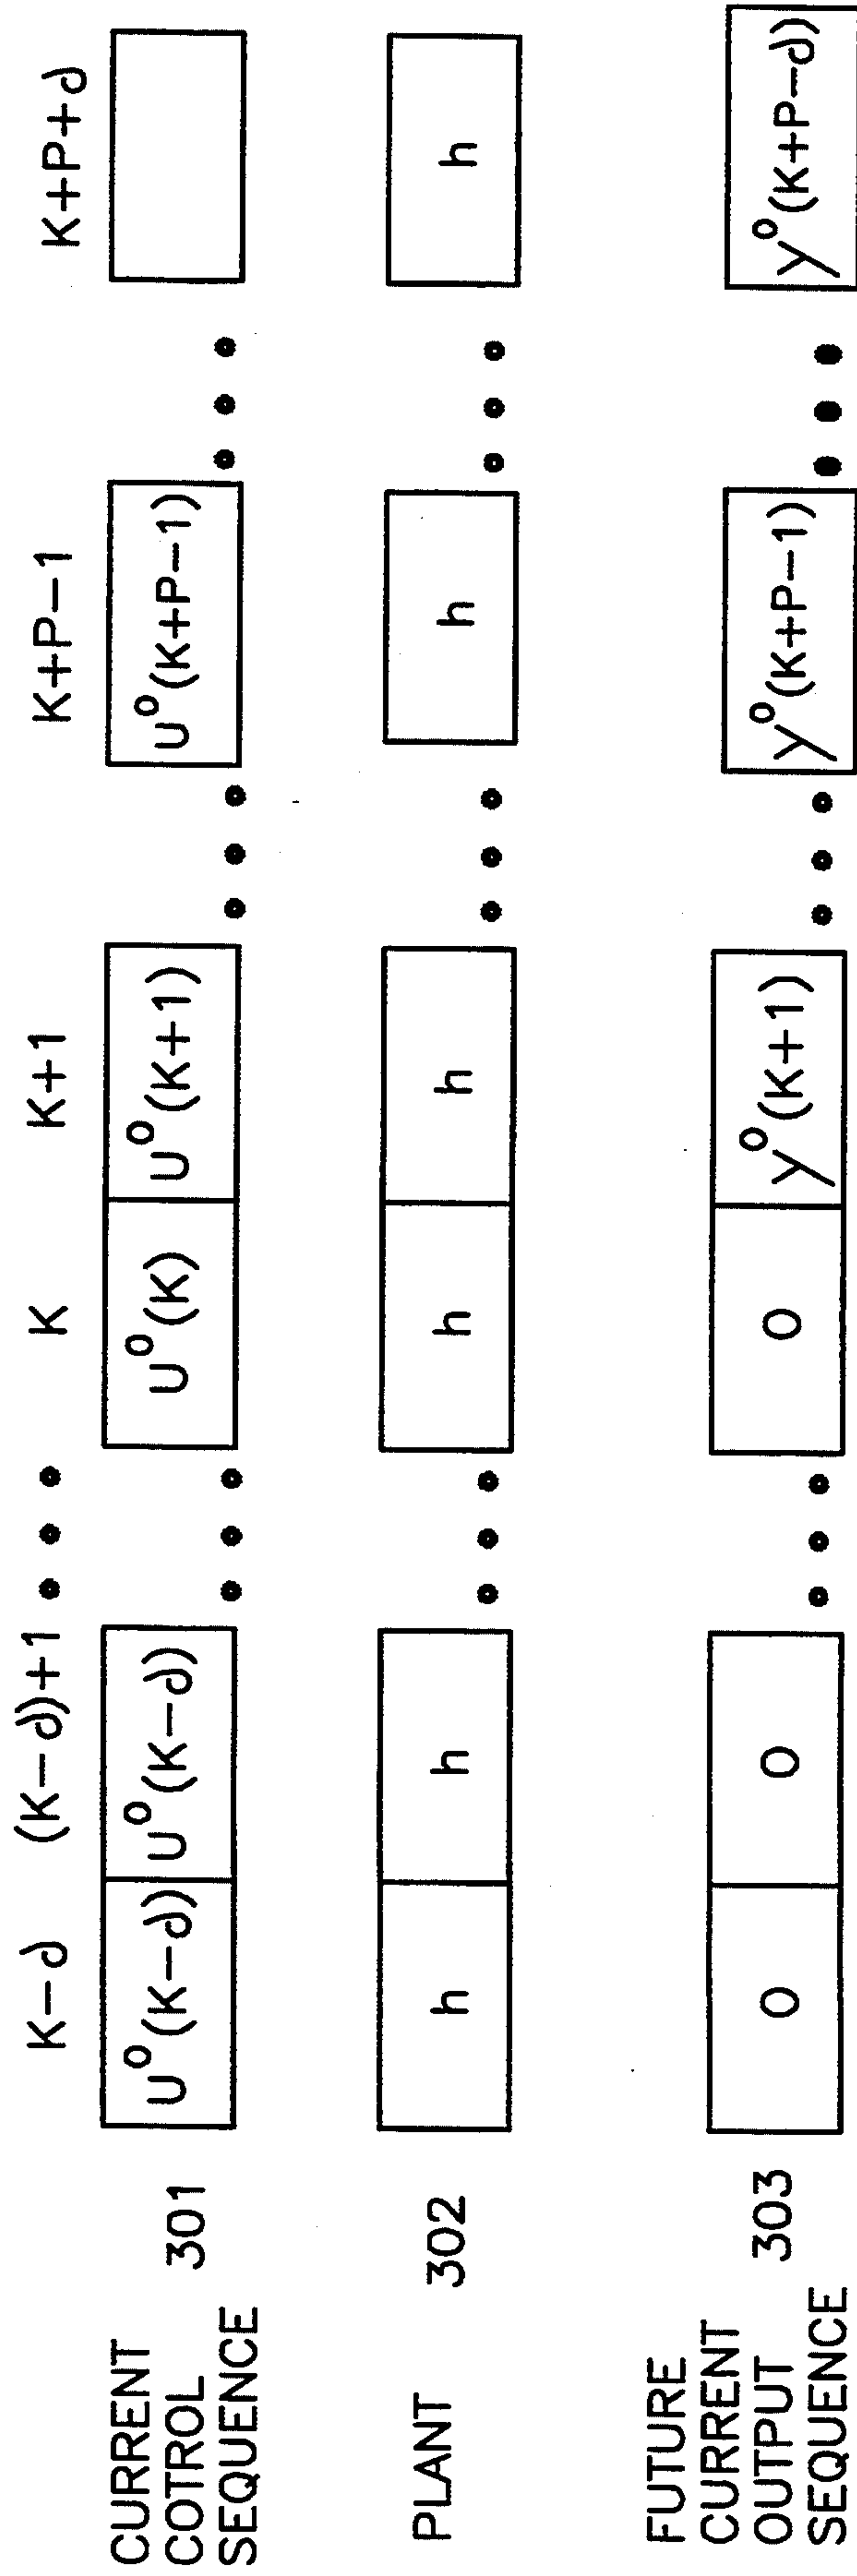 K–d (K–d)+1 • • • K K+1 K+P–1 K+P+d
CURRENT
COTROL 301
SEQUENCE
U⁰(K–d) U⁰(K–d) • • • U⁰(K) U⁰(K+1) • • • U⁰(K+P–1) • • •
PLANT 302
h h • • • h h • • • h • • • h
FUTURE
CURRENT
OUTPUT 303
SEQUENCE
0 0 • • • 0 y⁰(K+1) • • • y⁰(K+P–1) • • • y⁰(K+P–d)